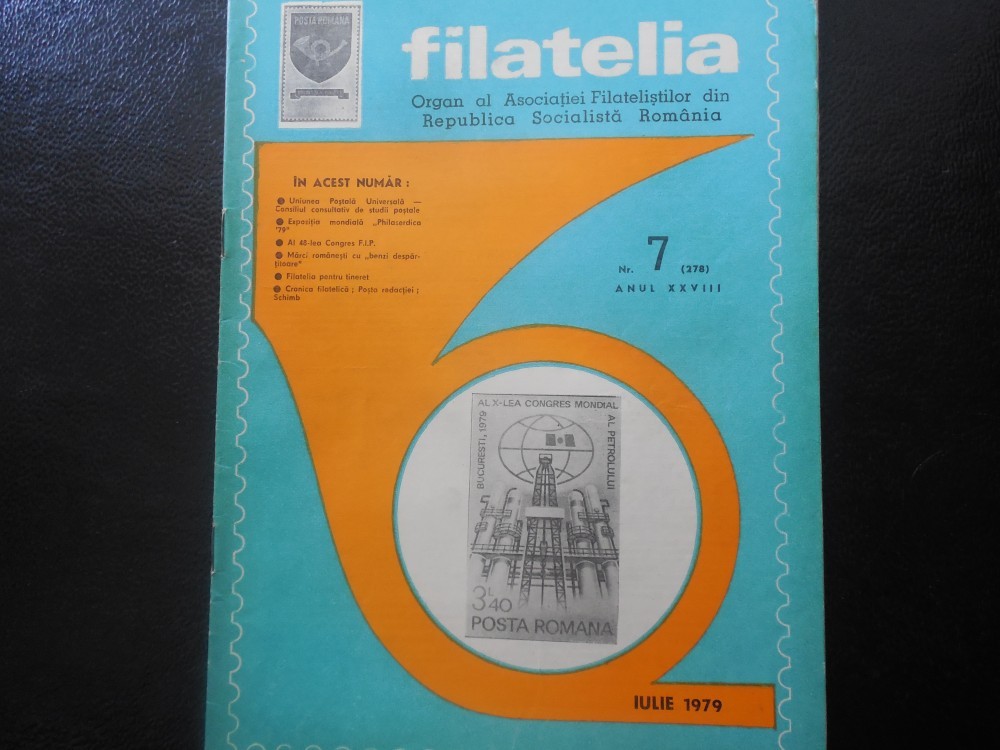 POSTA ROMANA
filatelia
Organ al Asociației Filateliștilor din
Republica Socialistă România
ÎN ACEST NUMĂR :
Uniunea Poștală Universală —
Consiliul consultativ de studii poștale
Expoziția mondială „Philaserdica
'79"
Al 48-lea Congres F.I.P.
Mărci românești cu „benzi despăr-
țitoare"
Filatelia pentru tineret
Cronica filatelică ; Poșta redacției ;
Schimb
Nr. 7 (278)
ANUL XXVIII
AL X-LEA CONGRES MONDIAL
AL PETROLULUI
BUCUREȘTI, 1979
3L 40
POSTA ROMANA
IULIE 1979